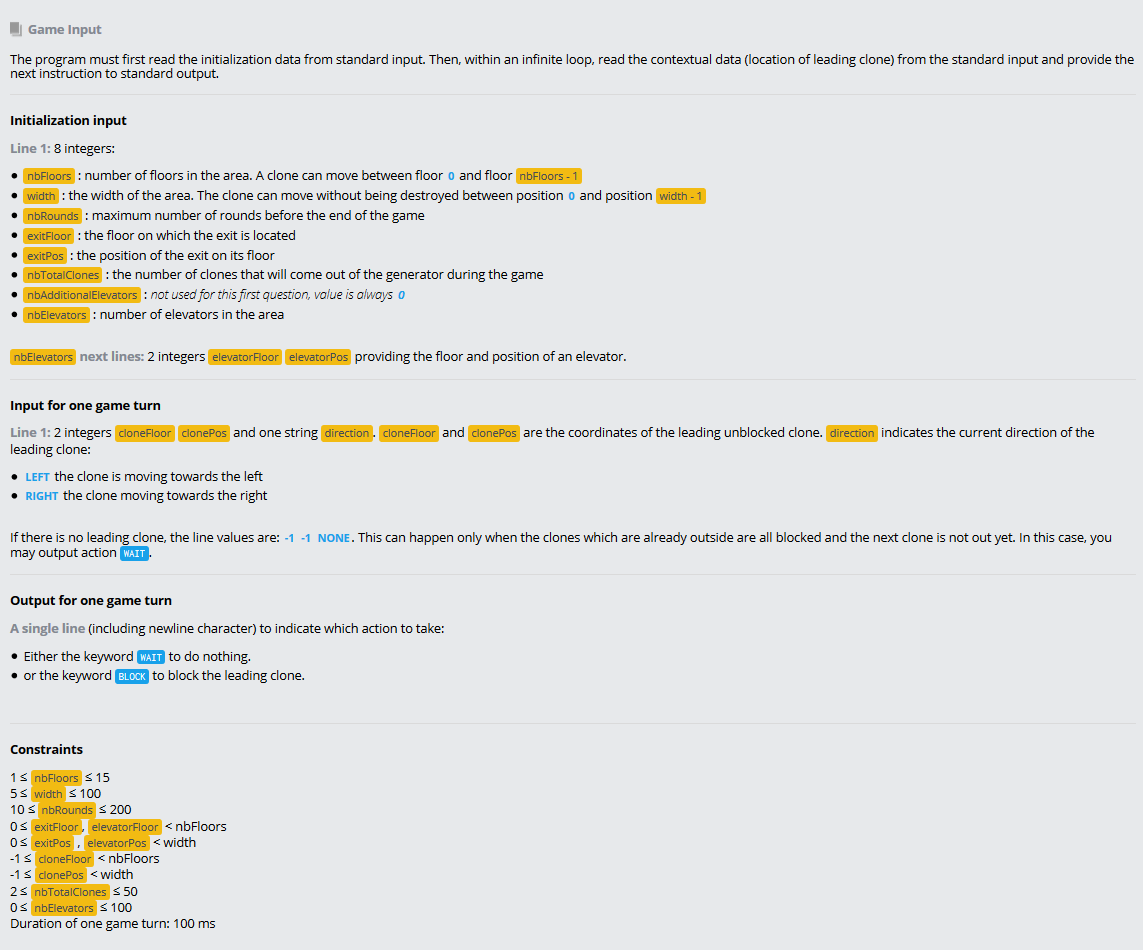 Game Input
The program must first read the initialization data from standard input. Then, within an infinite loop, read the contextual data (location of leading clone) from the standard input and provide the
next instruction to standard output.
Initialization input
Line 1: 8 integers:
• nbFloors : number of floors in the area. A clone can move between floor 0 and floor nbFloors - 1
• width : the width of the area. The clone can move without being destroyed between position 0 and position width - 1
• nbRounds : maximum number of rounds before the end of the game
• exitFloor : the floor on which the exit is located
• exitPos : the position of the exit on its floor
• nbTotalClones : the number of clones that will come out of the generator during the game
• nbAdditionalElevators : not used for this first question, value is always 0
• nbElevators : number of elevators in the area
nbElevators next lines: 2 integers elevatorFloor elevatorPos providing the floor and position of an elevator.
Input for one game turn
Line 1: 2 integers cloneFloor clonePos and one string direction. cloneFloor and clonePos are the coordinates of the leading unblocked clone. direction indicates the current direction of the
leading clone:
• LEFT the clone is moving towards the left
• RIGHT the clone moving towards the right
If there is no leading clone, the line values are: -1 -1 NONE. This can happen only when the clones which are already outside are all blocked and the next clone is not out yet. In this case, you
may output action WAIT.
Output for one game turn
A single line (including newline character) to indicate which action to take:
• Either the keyword WAIT to do nothing.
• or the keyword BLOCK to block the leading clone.
Constraints
1 ≤ nbFloors ≤ 15
5 ≤ width ≤ 100
10 ≤ nbRounds ≤ 200
0 ≤ exitFloor, elevatorFloor < nbFloors
0 ≤ exitPos , elevatorPos < width
-1 ≤ cloneFloor < nbFloors
-1 ≤ clonePos < width
2 ≤ nbTotalClones ≤ 50
0 ≤ nbElevators ≤ 100
Duration of one game turn: 100 ms